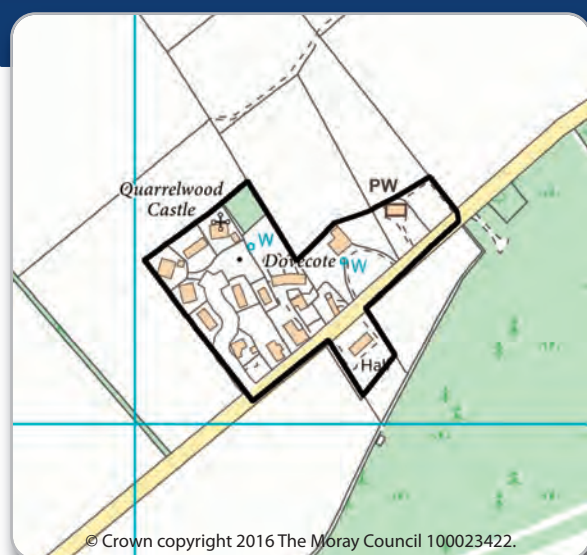 PW
Quarrelwood
Castle
W
Dovecote
W
Hall
© Crown copyright 2016 The Moray Council 100023422.